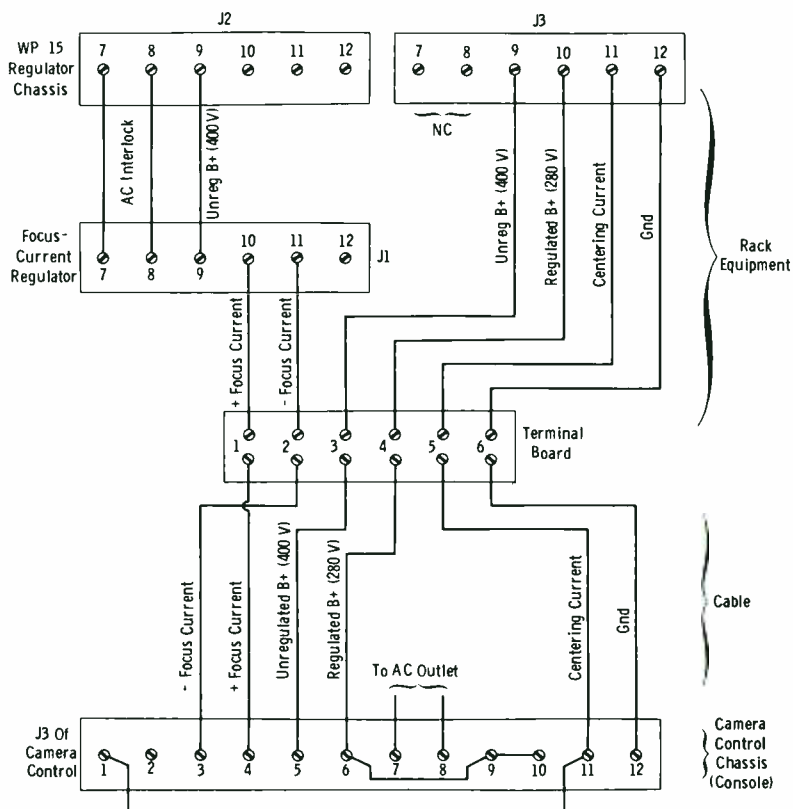 J2
J3
WP 15
Regulator
Chassis
7 8 9 10 11 12
7 8 9 10 11 12
NC
AC Interlock
Unreg B+ (400 V)
Unreg B+ (400 V)
Regulated B+ (280 V)
Centering Current
Gnd
Rack
Equipment
Focus-
Current
Regulator
10 11 12
7 8 9
J1
+ Focus Current
- Focus Current
1 2 3 4 5 6
Terminal
Board
- Focus Current
+ Focus Current
Unregulated B+ (400 V)
Regulated B+ (280 V)
To AC Outlet
Centering Current
Gnd
Cable
J3 Of
Camera
Control
1 2 3 4 5 6 7 8 9 10 11 12
Camera
Control
Chassis
(Console)